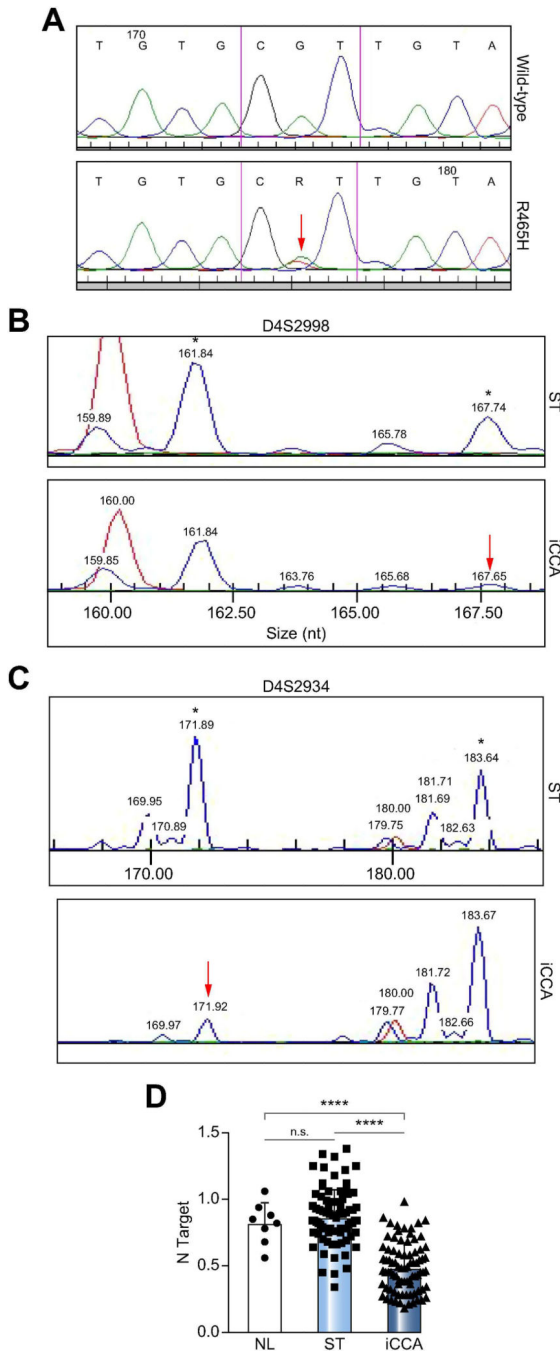 A
170
T G T G C G T T G T A
Wild-type
180
T G T G C R T T G T A
R465H
B
D4S2998
*
161.84
*
159.89
167.74
165.78
ST
160.00
161.84
159.85
163.76
165.68
167.65
iCCA
160.00 162.50 165.00 167.50
Size (nt)
C
D4S2934
*
171.89
*
183.64
169.95
181.71
181.69
170.89
180.00
179.75
182.63
ST
170.00 180.00
183.67
181.72
171.92
180.00
179.77
169.97
182.66
iCCA
D
****
n.s.
****
1.5
1.0
0.5
0.0
N Target
NL ST iCCA